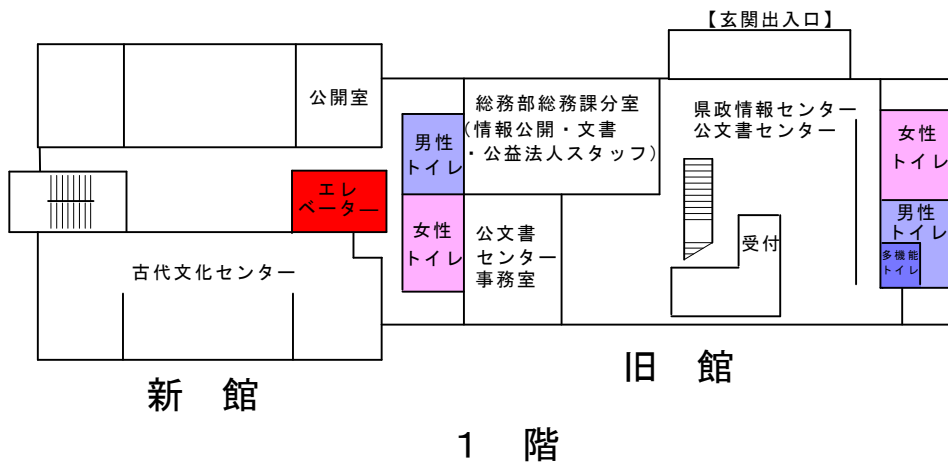 【玄関出入口】
公開室
総務部総務課分室
(情報公開・文書
・公益法人スタッフ)
県政情報センター
公文書センター
男性
トイレ
女性
トイレ
エレ
ベーター
女性
トイレ
男性
トイレ
公文書
センター
事務室
受付
多機能
トイレ
古代文化センター
新 館
旧 館
1 階